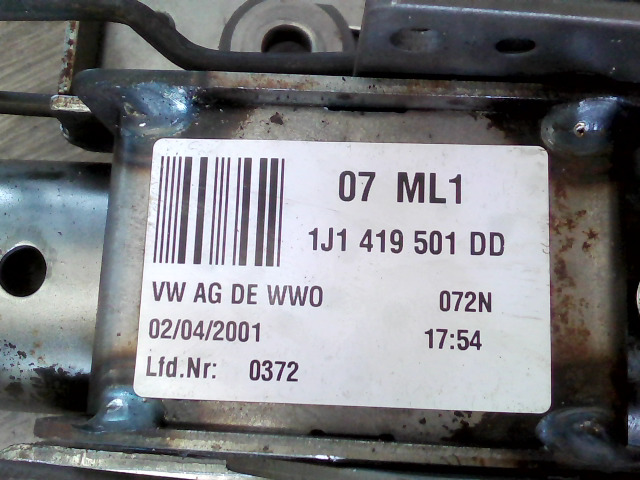 07 ML1
1J1 419 501 DD
VW AG DE WWO 072N
02/04/2001 17:54
Lfd.Nr: 0372